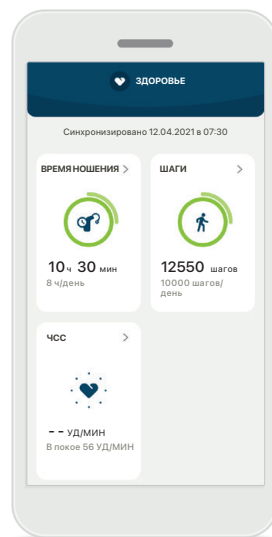 ЗДОРОВЬЕ
Синхронизировано 12.04.2021 в 07:30
ВРЕМЯ НОШЕНИЯ
10 ч 30 мин
8 ч/день
ШАГИ
12550 шагов
10000 шагов/
день
ЧСС
-- УД/МИН
В покое 56 УД/МИН